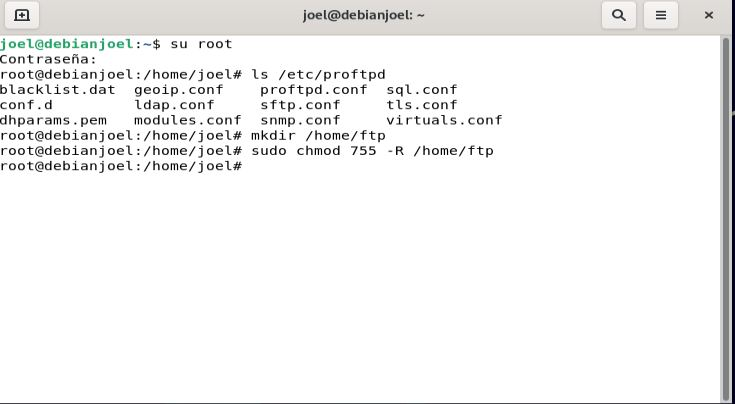 joel@debianjoel: ~
joel@debianjoel:~$ su root
Contraseña:
root@debianjoel:/home/joel# ls /etc/proftpd
blacklist.dat  geoip.conf    proftpd.conf  sql.conf
conf.d         ldap.conf     sftp.conf     tls.conf
dhparams.pem   modules.conf  snmp.conf     virtuals.conf
root@debianjoel:/home/joel# mkdir /home/ftp
root@debianjoel:/home/joel# sudo chmod 755 -R /home/ftp
root@debianjoel:/home/joel#